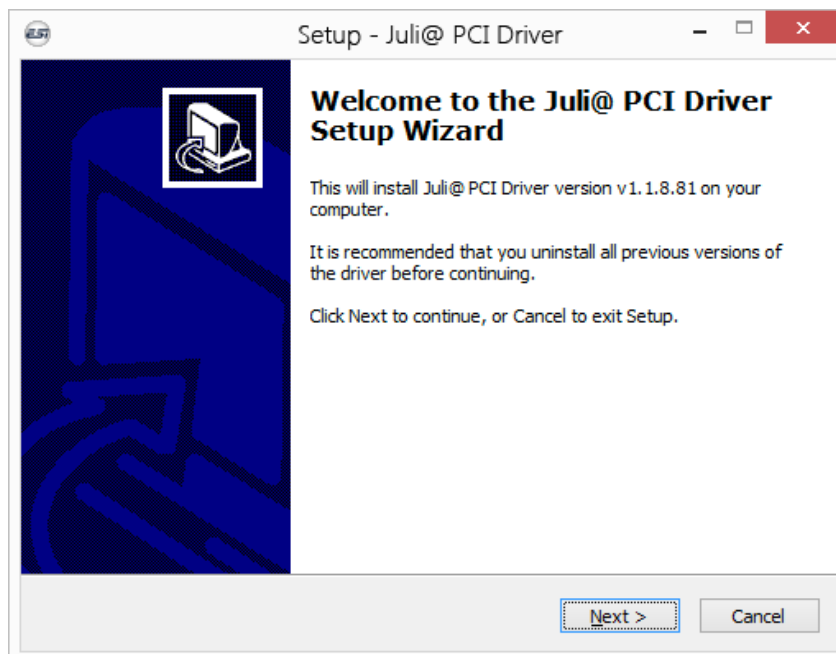 ESI
Setup - Juli@ PCI Driver
Welcome to the Juli@ PCI Driver
Setup Wizard
This will install Juli@ PCI Driver version v1.1.8.81 on your
computer.
It is recommended that you uninstall all previous versions of
the driver before continuing.
Click Next to continue, or Cancel to exit Setup.
Next >
Cancel